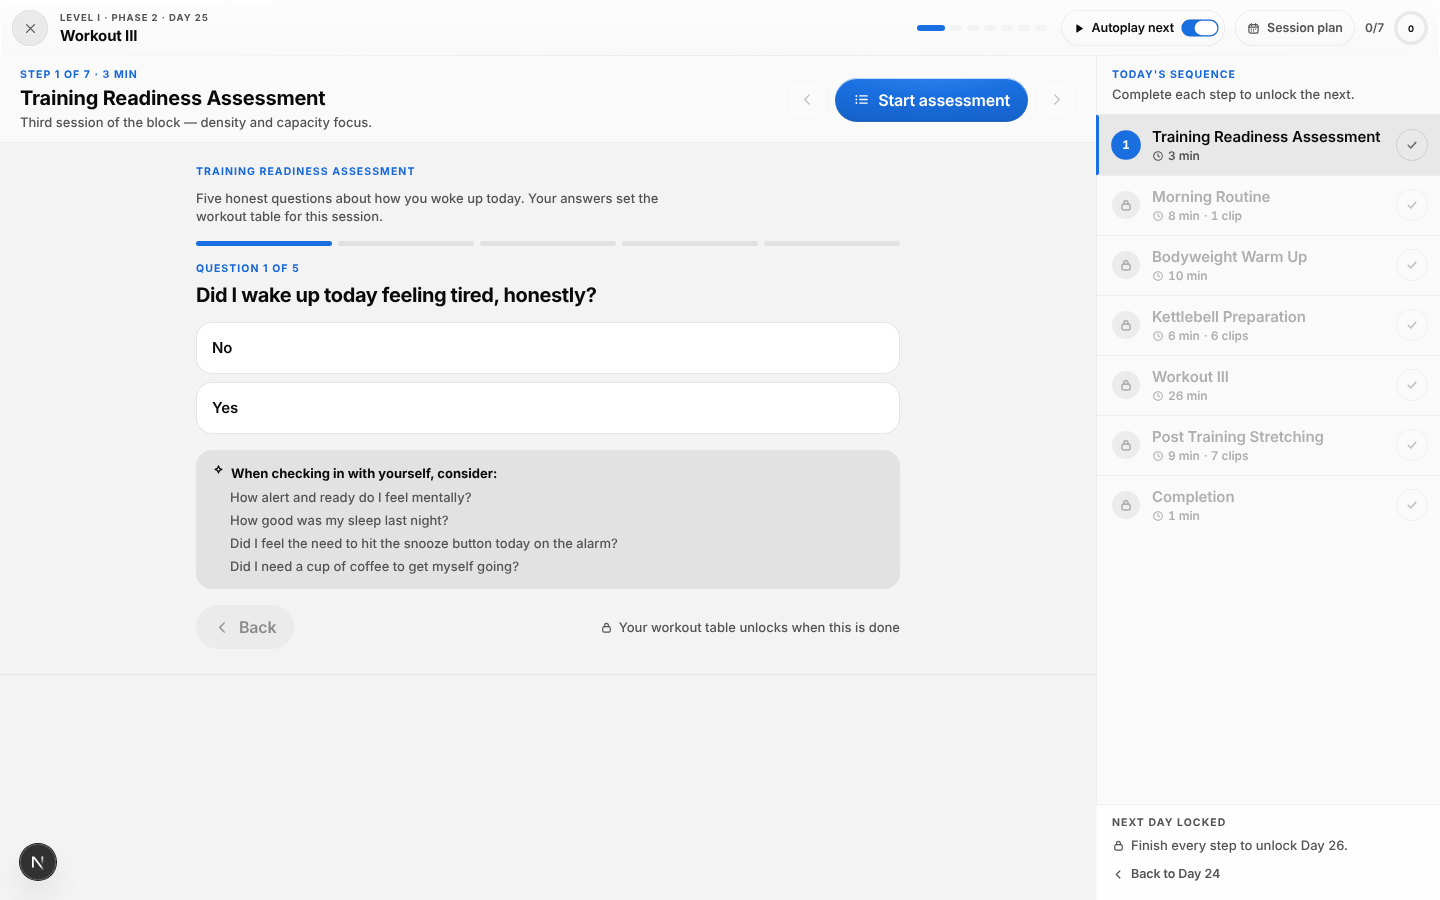 LEVEL I · PHASE 2 · DAY 25
Workout III
Autoplay next
Session plan
0/7
0
STEP 1 OF 7 · 3 MIN
Training Readiness Assessment
Third session of the block — density and capacity focus.
Start assessment
TRAINING READINESS ASSESSMENT
Five honest questions about how you woke up today. Your answers set the
workout table for this session.
QUESTION 1 OF 5
Did I wake up today feeling tired, honestly?
No
Yes
When checking in with yourself, consider:
How alert and ready do I feel mentally?
How good was my sleep last night?
Did I feel the need to hit the snooze button today on the alarm?
Did I need a cup of coffee to get myself going?
Back
Your workout table unlocks when this is done
N
TODAY'S SEQUENCE
Complete each step to unlock the next.
1
Training Readiness Assessment
3 min
Morning Routine
8 min · 1 clip
Bodyweight Warm Up
10 min
Kettlebell Preparation
6 min · 6 clips
Workout III
26 min
Post Training Stretching
9 min · 7 clips
Completion
1 min
NEXT DAY LOCKED
Finish every step to unlock Day 26.
Back to Day 24